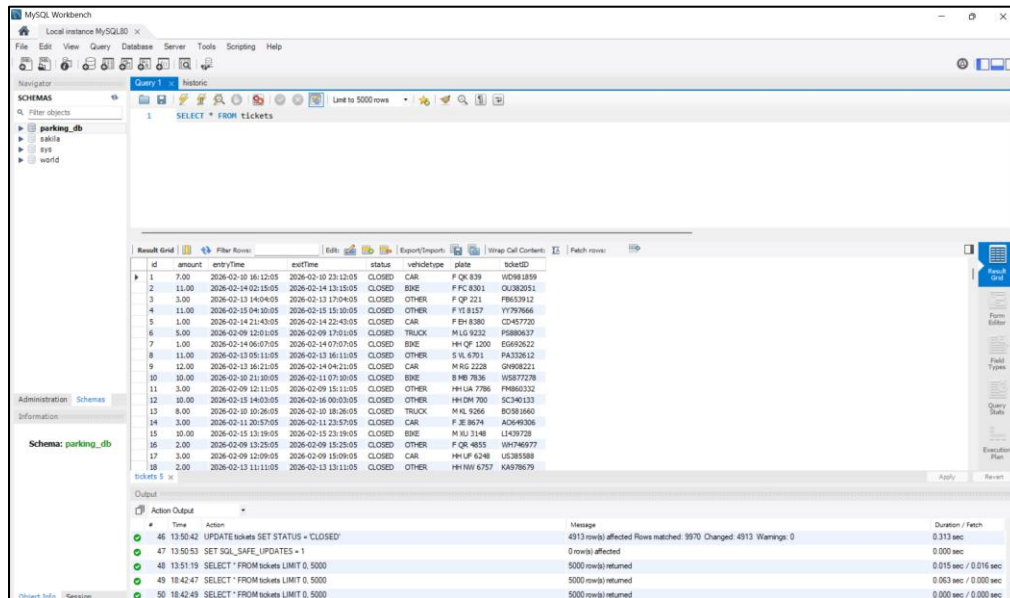 MySQL Workbench
Local instance MySQL80
File Edit View Query Database Server Tools Scripting Help
Navigator
SCHEMAS
Filter objects
parking_db
sakila
sys
world
Administration Schemas
Information
Schema: parking_db
Object Info Session
Query 1 historic
Limit to 5000 rows
1 SELECT * FROM tickets
Result Grid Filter Rows: Edit: Export/Import: Wrap Cell Content: Fetch rows:
id amount entryTime exitTime status vehicletype plate ticketID
1 7.00 2026-02-10 16:12:05 2026-02-10 23:12:05 CLOSED CAR F QK 839 WD981859
2 11.00 2026-02-14 02:15:05 2026-02-14 13:15:05 CLOSED BIKE F FC 8301 OU382051
3 3.00 2026-02-13 14:04:05 2026-02-13 17:04:05 CLOSED OTHER F QP 221 FB653912
4 11.00 2026-02-15 04:10:05 2026-02-15 15:10:05 CLOSED OTHER F YI 8157 YY797666
5 1.00 2026-02-14 21:43:05 2026-02-14 22:43:05 CLOSED CAR F EH 8380 CD457720
6 5.00 2026-02-09 12:01:05 2026-02-09 17:01:05 CLOSED TRUCK M LG 9232 PS880637
7 1.00 2026-02-14 06:07:05 2026-02-14 07:07:05 CLOSED BIKE HH QF 1200 EG692622
8 11.00 2026-02-13 05:11:05 2026-02-13 16:11:05 CLOSED OTHER S VL 6701 PA332612
9 12.00 2026-02-13 16:21:05 2026-02-14 04:21:05 CLOSED CAR M RG 2228 GN908221
10 10.00 2026-02-10 21:10:05 2026-02-11 07:10:05 CLOSED BIKE B MB 7836 WS877278
11 3.00 2026-02-09 12:11:05 2026-02-09 15:11:05 CLOSED OTHER HH UA 7786 FM860332
12 10.00 2026-02-15 14:03:05 2026-02-16 00:03:05 CLOSED OTHER HH DM 700 SC340133
13 8.00 2026-02-10 10:26:05 2026-02-10 18:26:05 CLOSED TRUCK M KL 9266 BO581660
14 3.00 2026-02-11 20:57:05 2026-02-11 23:57:05 CLOSED CAR F JE 8674 AO649306
15 10.00 2026-02-15 13:19:05 2026-02-15 23:19:05 CLOSED BIKE M XU 3148 LI439728
16 2.00 2026-02-09 13:25:05 2026-02-09 15:25:05 CLOSED OTHER F QR 4855 WH746977
17 3.00 2026-02-09 12:09:05 2026-02-09 15:09:05 CLOSED CAR HH UF 6248 US385588
18 2.00 2026-02-13 11:11:05 2026-02-13 13:11:05 CLOSED OTHER HH NW 6757 KA978679
Result Grid
Form Editor
Field Types
Query Stats
Execution Plan
tickets 5 Apply Revert
Output
Action Output
# Time Action Message Duration / Fetch
46 13:50:42 UPDATE tickets SET STATUS = 'CLOSED' 4913 row(s) affected Rows matched: 9970 Changed: 4913 Warnings: 0 0.313 sec
47 13:50:53 SET SQL_SAFE_UPDATES = 1 0 row(s) affected 0.000 sec
48 13:51:19 SELECT * FROM tickets LIMIT 0, 5000 5000 row(s) returned 0.015 sec / 0.016 sec
49 18:42:47 SELECT * FROM tickets LIMIT 0, 5000 5000 row(s) returned 0.063 sec / 0.000 sec
50 18:42:49 SELECT * FROM tickets LIMIT 0, 5000 5000 row(s) returned 0.000 sec / 0.000 sec